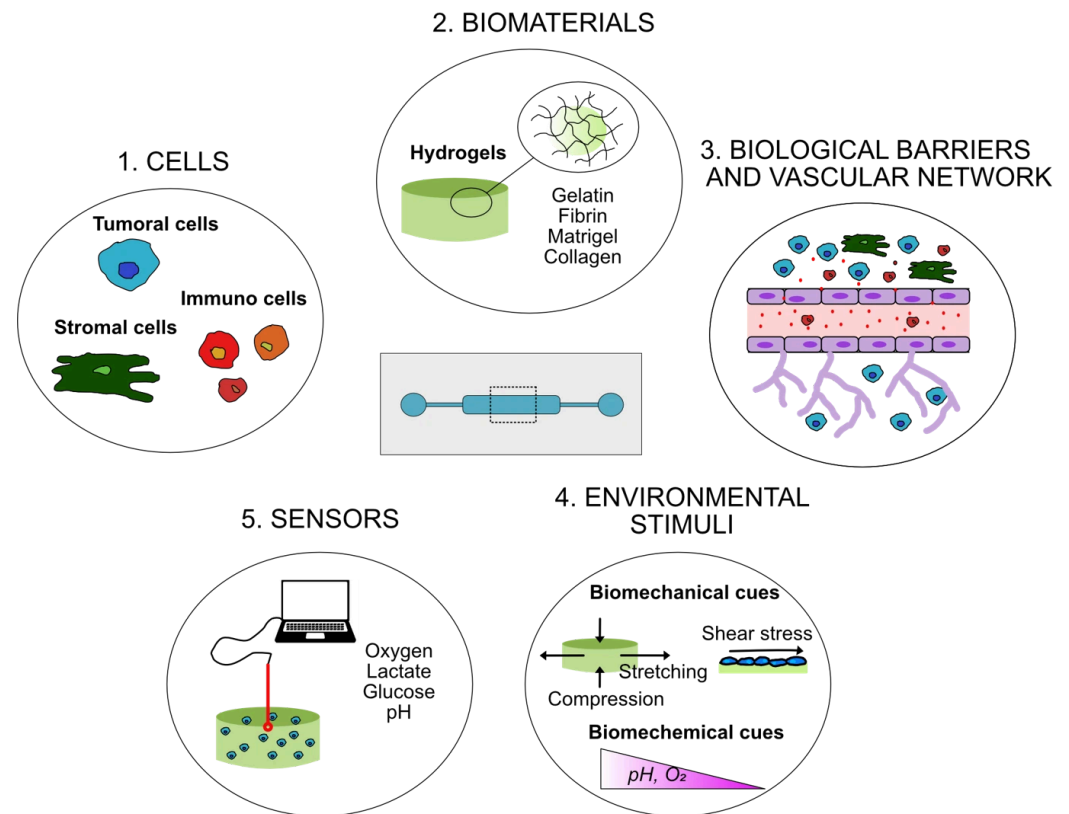 1. CELLS
Tumoral cells
Immuno cells
Stromal cells
2. BIOMATERIALS
Hydrogels
Gelatin
Fibrin
Matrigel
Collagen
3. BIOLOGICAL BARRIERS
AND VASCULAR NETWORK
4. ENVIRONMENTAL
STIMULI
Biomechanical cues
Shear stress
Stretching
Compression
Biomechemical cues
pH, O₂
5. SENSORS
Oxygen
Lactate
Glucose
pH